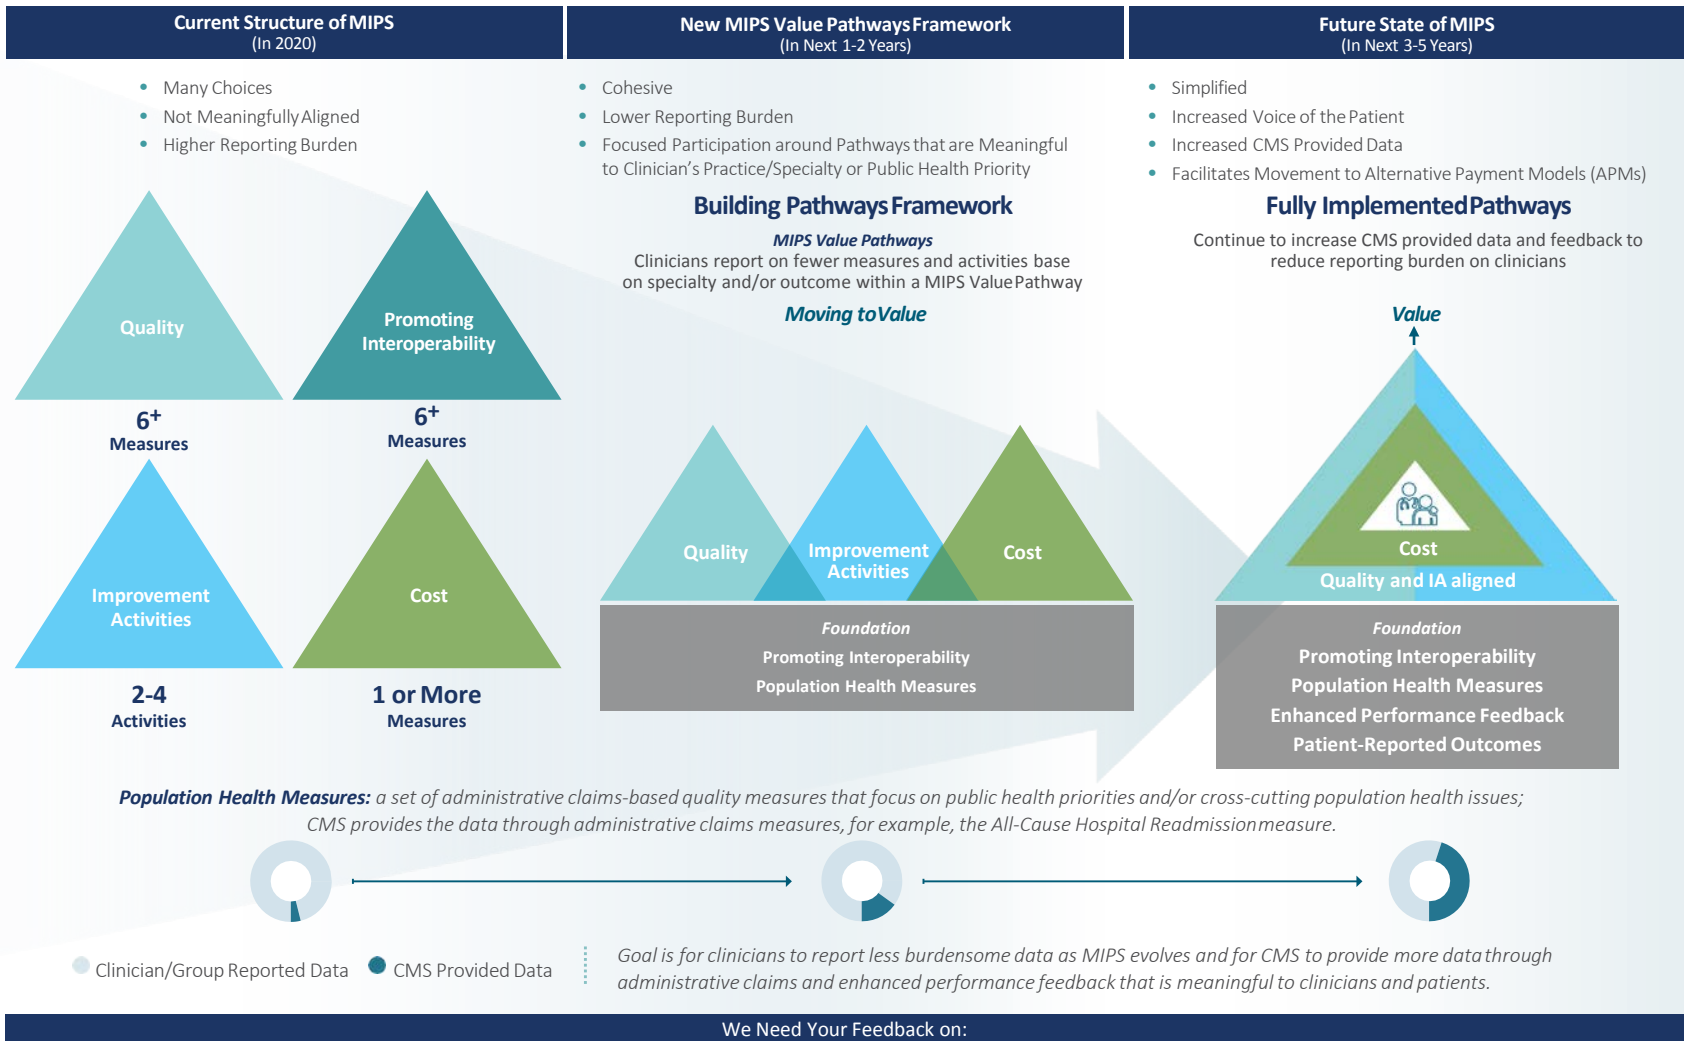 Current Structure of MIPS
(In 2020)
New MIPS Value Pathways Framework
(In Next 1-2 Years)
Future State of MIPS
(In Next 3-5 Years)
• Many Choices
• Not Meaningfully Aligned
• Higher Reporting Burden
• Cohesive
• Lower Reporting Burden
• Focused Participation around Pathways that are Meaningful
to Clinician's Practice/Specialty or Public Health Priority
• Simplified
• Increased Voice of the Patient
• Increased CMS Provided Data
• Facilitates Movement to Alternative Payment Models (APMs)
Quality
6+
Measures
Promoting
Interoperability
6+
Measures
Improvement
Activities
2-4
Activities
Cost
1 or More
Measures
Building Pathways Framework
MIPS Value Pathways
Clinicians report on fewer measures and activities base
on specialty and/or outcome within a MIPS Value Pathway
Moving to Value
Quality
Improvement
Activities
Cost
Foundation
Promoting Interoperability
Population Health Measures
Fully Implemented Pathways
Continue to increase CMS provided data and feedback to
reduce reporting burden on clinicians
Value
Cost
Quality and IA aligned
Foundation
Promoting Interoperability
Population Health Measures
Enhanced Performance Feedback
Patient-Reported Outcomes
Population Health Measures: a set of administrative claims-based quality measures that focus on public health priorities and/or cross-cutting population health issues;
CMS provides the data through administrative claims measures, for example, the All-Cause Hospital Readmission measure.
Clinician/Group Reported Data
CMS Provided Data
Goal is for clinicians to report less burdensome data as MIPS evolves and for CMS to provide more data through
administrative claims and enhanced performance feedback that is meaningful to clinicians and patients.
We Need Your Feedback on: